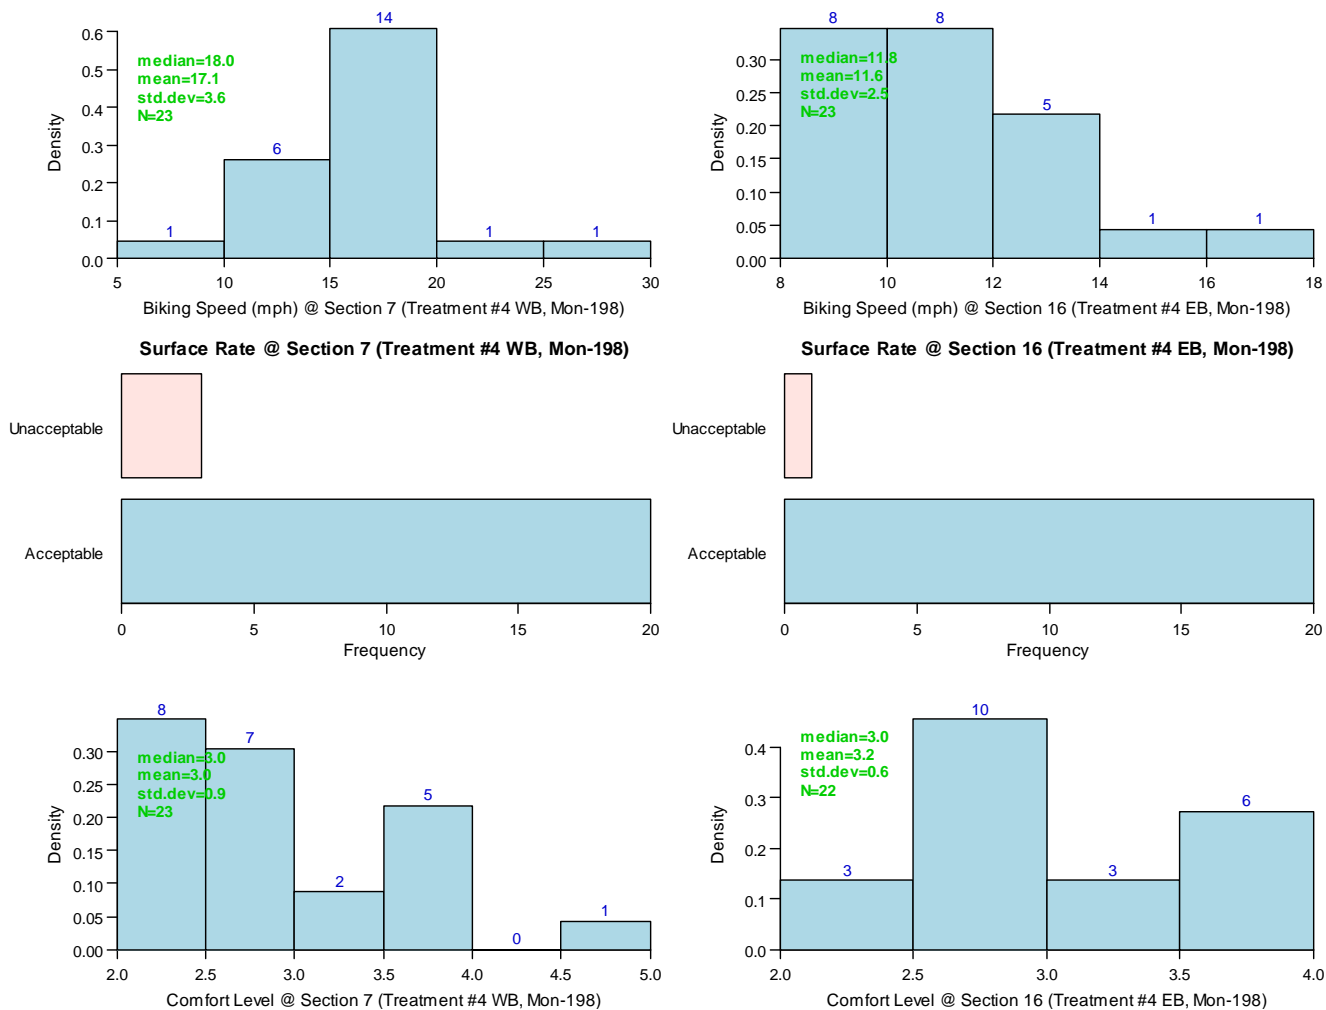 14
0.6
0.5
0.4
0.3
0.2
0.1
0.0
Density
median=18.0
mean=17.1
std.dev=3.6
N=23
1
6
1
1
5
10
15
20
25
30
Biking Speed (mph) @ Section 7 (Treatment #4 WB, Mon-198)
8
8
0.30
0.25
0.20
0.15
0.10
0.05
0.00
Density
median=11.8
mean=11.6
std.dev=2.5
N=23
5
1
1
8
10
12
14
16
18
Biking Speed (mph) @ Section 16 (Treatment #4 EB, Mon-198)
Surface Rate @ Section 7 (Treatment #4 WB, Mon-198)
Unacceptable
Acceptable
0
5
10
15
20
Frequency
Surface Rate @ Section 16 (Treatment #4 EB, Mon-198)
Unacceptable
Acceptable
0
5
10
15
20
Frequency
8
7
0.30
0.25
0.20
0.15
0.10
0.05
0.00
Density
median=3.0
mean=3.0
std.dev=0.9
N=23
2
5
0
1
2.0
2.5
3.0
3.5
4.0
4.5
5.0
Comfort Level @ Section 7 (Treatment #4 WB, Mon-198)
10
0.4
0.3
0.2
0.1
0.0
Density
median=3.0
mean=3.2
std.dev=0.6
N=22
3
3
6
2.0
2.5
3.0
3.5
4.0
Comfort Level @ Section 16 (Treatment #4 EB, Mon-198)